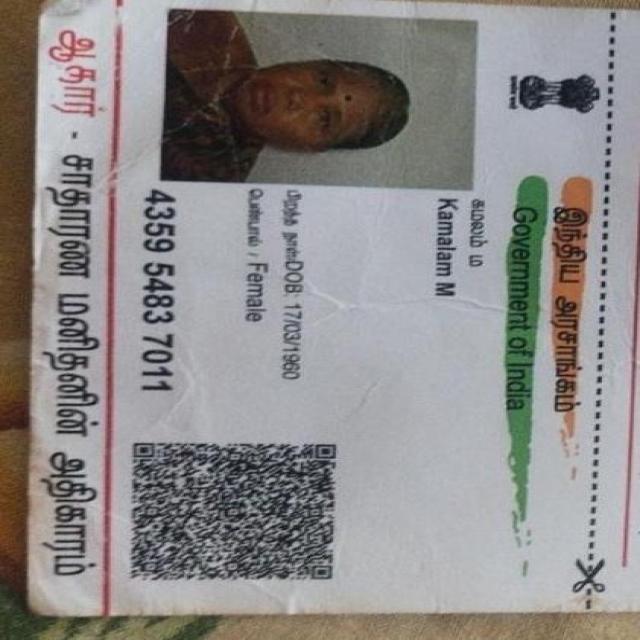 இந்திய அரசாங்கம்
Government of India
கமலம் ம
Kamalam M
பிறந்த நாள்DOB: 17/03/1960
பெண்பால் / Female
4359 5483 7011
ஆதார் - சாதாரண மனிதனின் அதிகாரம்